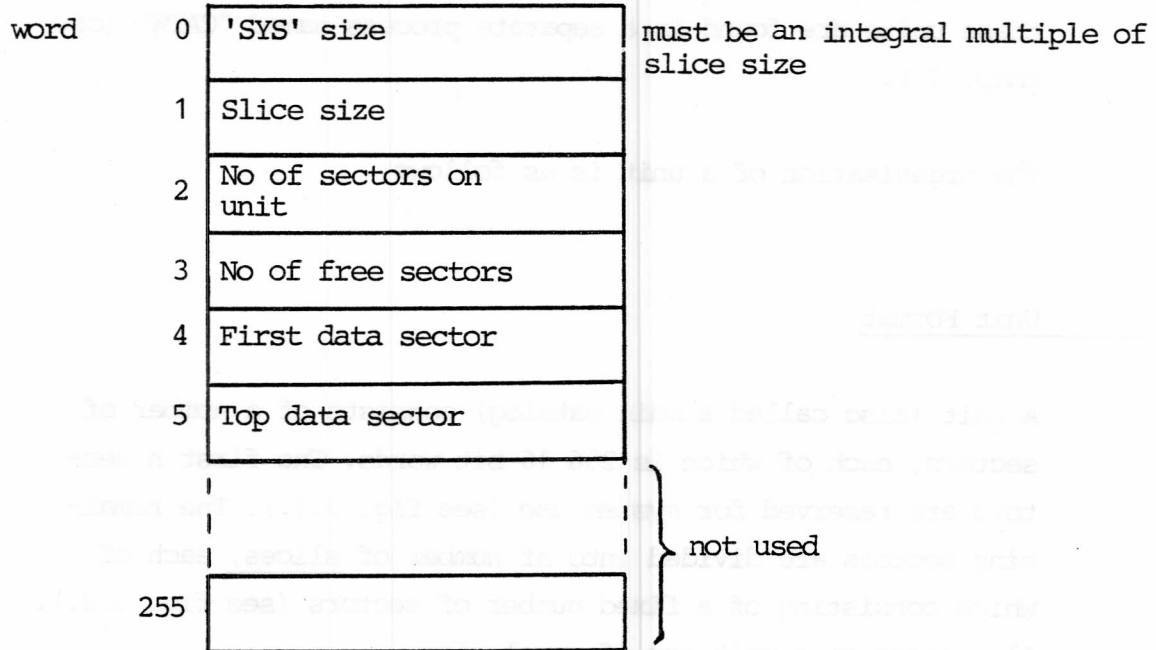 word 'SYS' size must be an integral multiple of
slice size
1 Slice size
2 No of sectors on
unit
3 No of free sectors
4 First data sector
5 Top data sector
not used
255